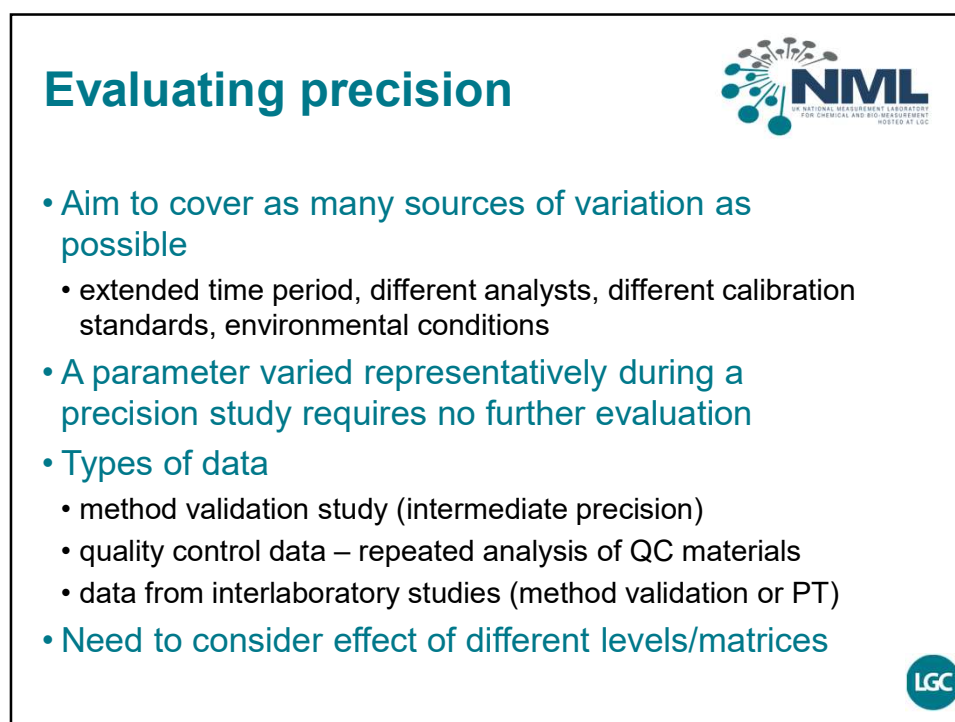 Evaluating precision
NML
UK NATIONAL MEASUREMENT LABORATORY
FOR CHEMICAL AND BIO-MEASUREMENT
HOSTED AT LGC
• Aim to cover as many sources of variation as
possible
• extended time period, different analysts, different calibration
standards, environmental conditions
• A parameter varied representatively during a
precision study requires no further evaluation
• Types of data
• method validation study (intermediate precision)
• quality control data – repeated analysis of QC materials
• data from interlaboratory studies (method validation or PT)
• Need to consider effect of different levels/matrices
LGC